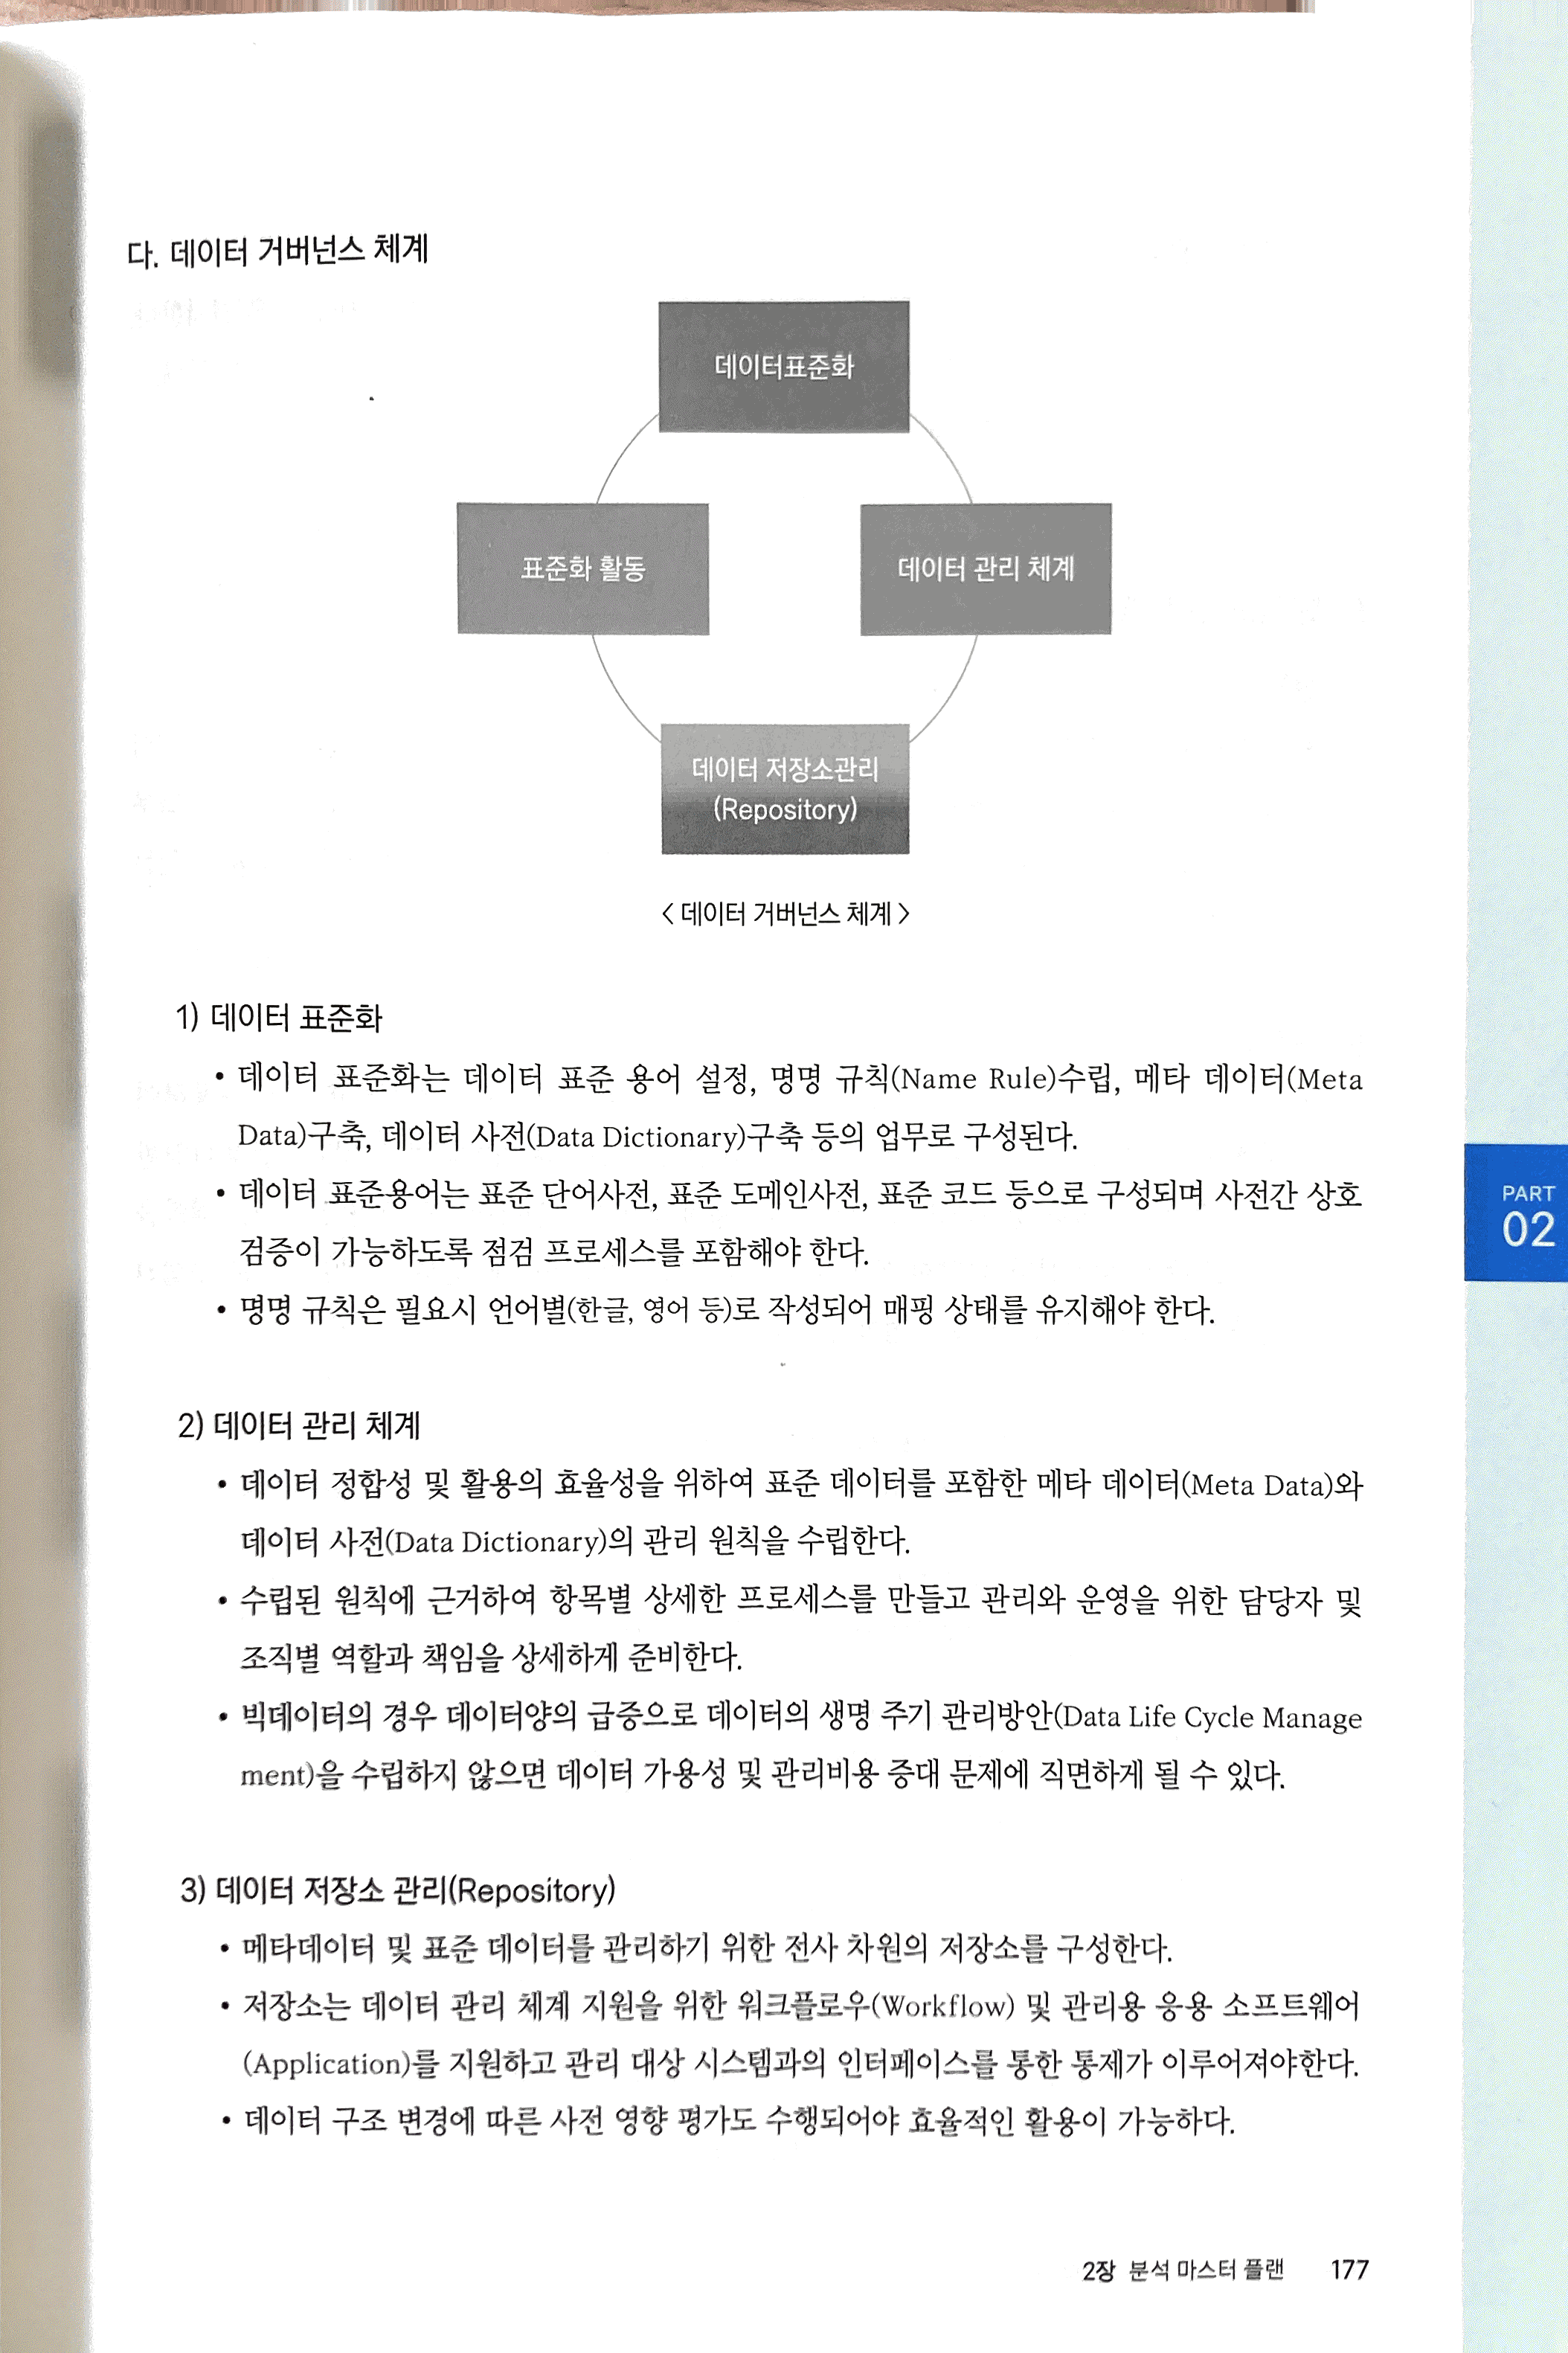 다. 데이터 거버넌스 체계
데이터표준화
표준화 활동
데이터 관리 체계
데이터 저장소관리
(Repository)
< 데이터 거버넌스 체계 >
1) 데이터 표준화
• 데이터 표준화는 데이터 표준 용어 설정, 명명 규칙(Name Rule)수립, 메타 데이터(Meta
Data)구축, 데이터 사전(Data Dictionary)구축 등의 업무로 구성된다.
• 데이터 표준용어는 표준 단어사전, 표준 도메인사전, 표준 코드 등으로 구성되며 사전간 상호
검증이 가능하도록 점검 프로세스를 포함해야 한다.
• 명명 규칙은 필요시 언어별(한글, 영어 등)로 작성되어 매핑 상태를 유지해야 한다.
2) 데이터 관리 체계
• 데이터 정합성 및 활용의 효율성을 위하여 표준 데이터를 포함한 메타 데이터(Meta Data)와
데이터 사전(Data Dictionary)의 관리 원칙을 수립한다.
• 수립된 원칙에 근거하여 항목별 상세한 프로세스를 만들고 관리와 운영을 위한 담당자 및
조직별 역할과 책임을 상세하게 준비한다.
• 빅데이터의 경우 데이터양의 급증으로 데이터의 생명 주기 관리방안(Data Life Cycle Manage
ment)을 수립하지 않으면 데이터 가용성 및 관리비용 증대 문제에 직면하게 될 수 있다.
3) 데이터 저장소 관리(Repository)
• 메타데이터 및 표준 데이터를 관리하기 위한 전사 차원의 저장소를 구성한다.
• 저장소는 데이터 관리 체계 지원을 위한 워크플로우(Workflow) 및 관리용 응용 소프트웨어
(Application)를 지원하고 관리 대상 시스템과의 인터페이스를 통한 통제가 이루어져야한다.
• 데이터 구조 변경에 따른 사전 영향 평가도 수행되어야 효율적인 활용이 가능하다.
PART
02
2장 분석 마스터 플랜 177